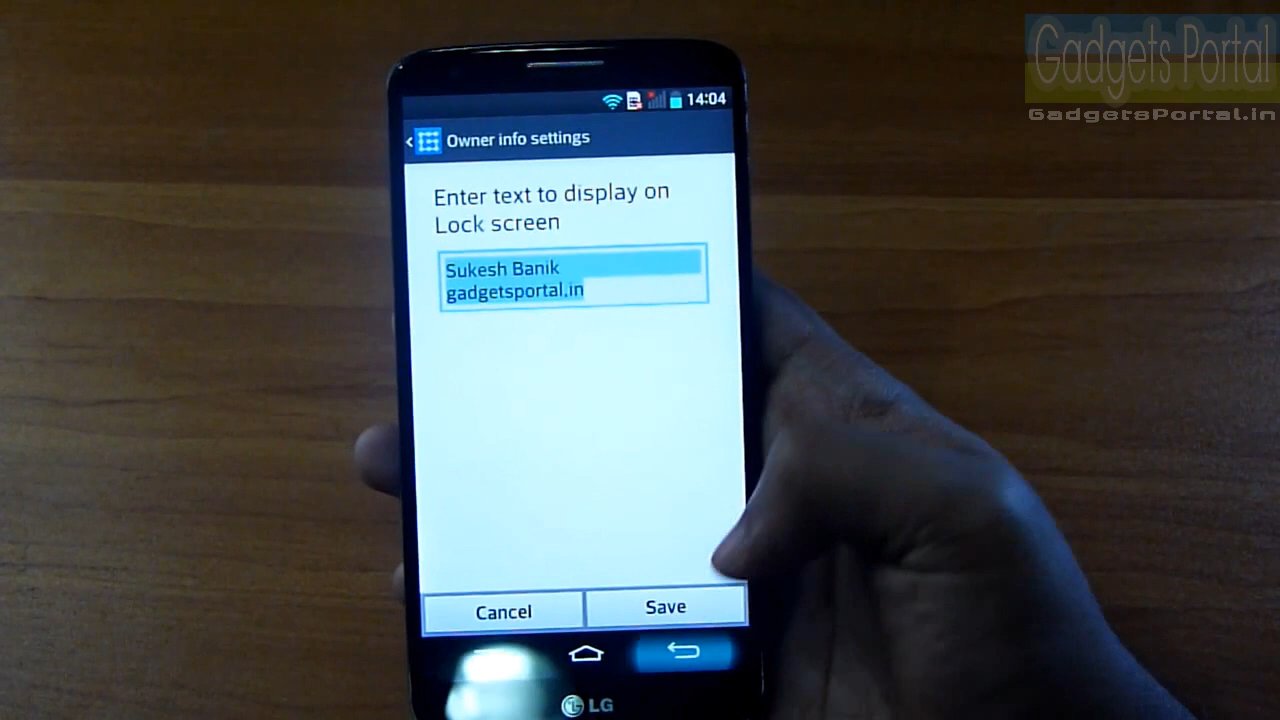 Gadgets Portal
GadgetsPortal.in
14:04
Owner info settings
Enter text to display on
Lock screen
Sukesh Banik
gadgetsportal.in
Cancel
Save
LG